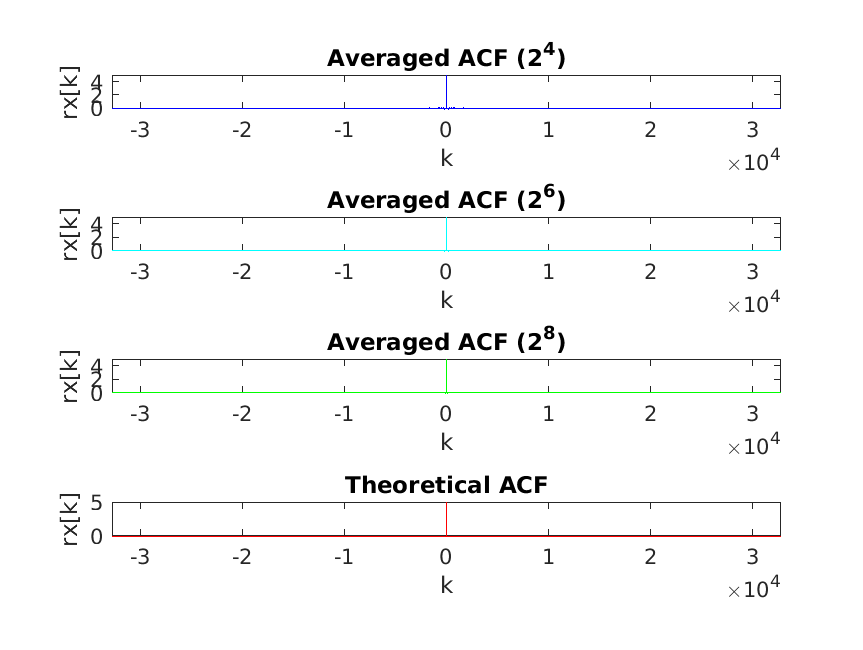 Averaged ACF (2^4)
rx[k]
4
2
0
-3 -2 -1 0 1 2 3
k
×10^4
Averaged ACF (2^6)
rx[k]
4
2
0
-3 -2 -1 0 1 2 3
k
×10^4
Averaged ACF (2^8)
rx[k]
4
2
0
-3 -2 -1 0 1 2 3
k
×10^4
Theoretical ACF
rx[k]
5
0
-3 -2 -1 0 1 2 3
k
×10^4